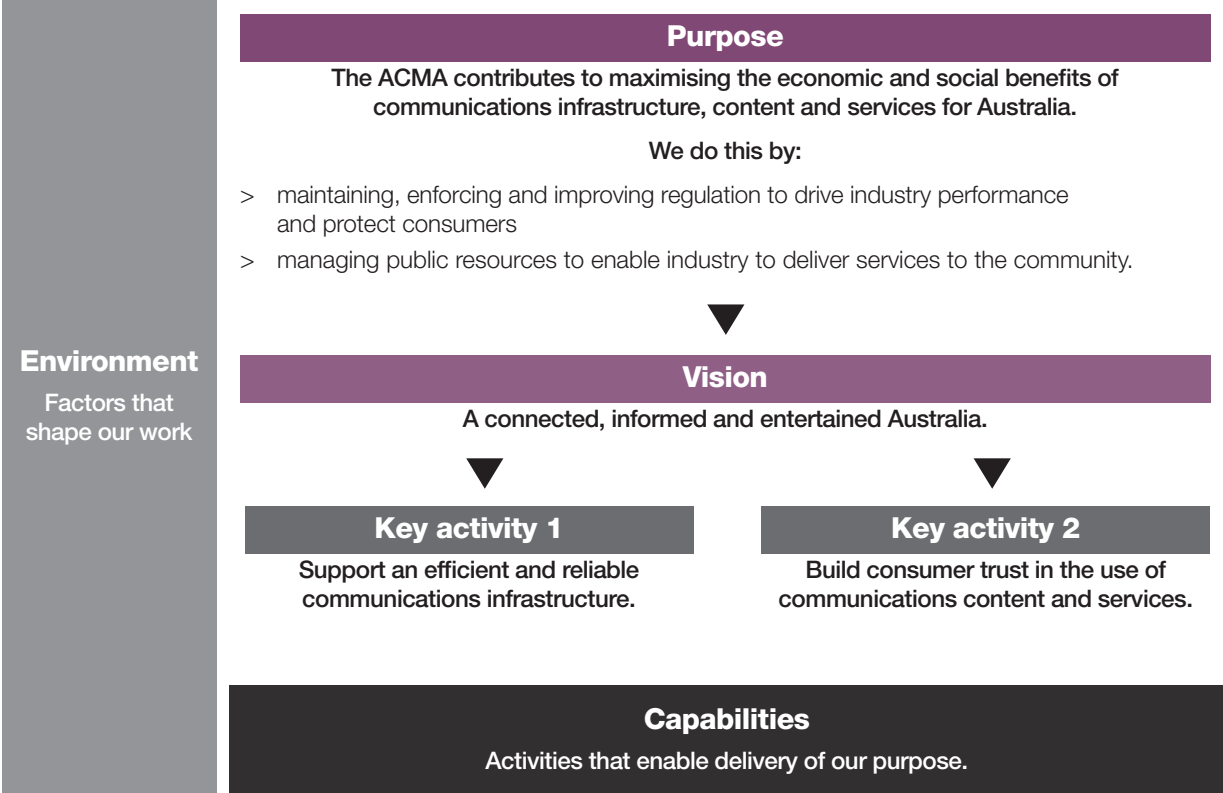 Environment
Factors that
shape our work
Purpose
The ACMA contributes to maximising the economic and social benefits of
communications infrastructure, content and services for Australia.
We do this by:
> maintaining, enforcing and improving regulation to drive industry performance
and protect consumers
> managing public resources to enable industry to deliver services to the community.
Vision
A connected, informed and entertained Australia.
Key activity 1
Support an efficient and reliable
communications infrastructure.
Key activity 2
Build consumer trust in the use of
communications content and services.
Capabilities
Activities that enable delivery of our purpose.